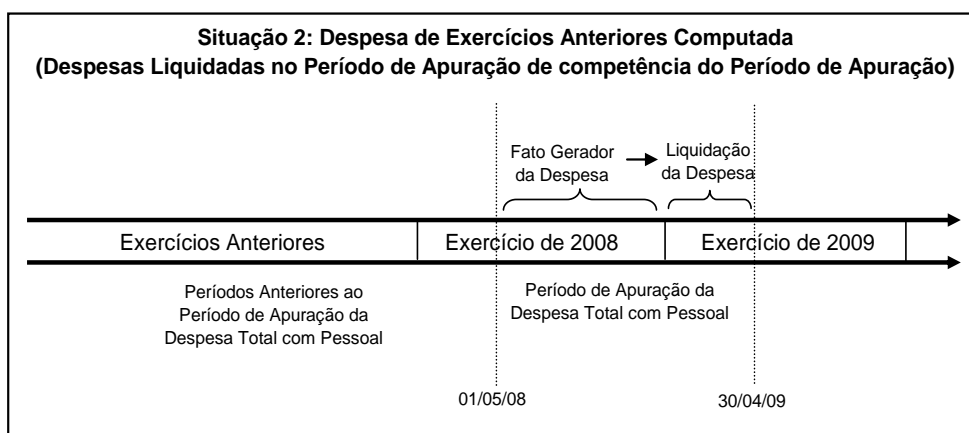 Situação 2: Despesa de Exercícios Anteriores Computada
(Despesas Liquidadas no Período de Apuração de competência do Período de Apuração)
Fato Gerador
da Despesa
Liquidação
da Despesa
Exercícios Anteriores
Exercício de 2008
Exercício de 2009
Períodos Anteriores ao
Período de Apuração da
Despesa Total com Pessoal
Período de Apuração da
Despesa Total com Pessoal
01/05/08
30/04/09